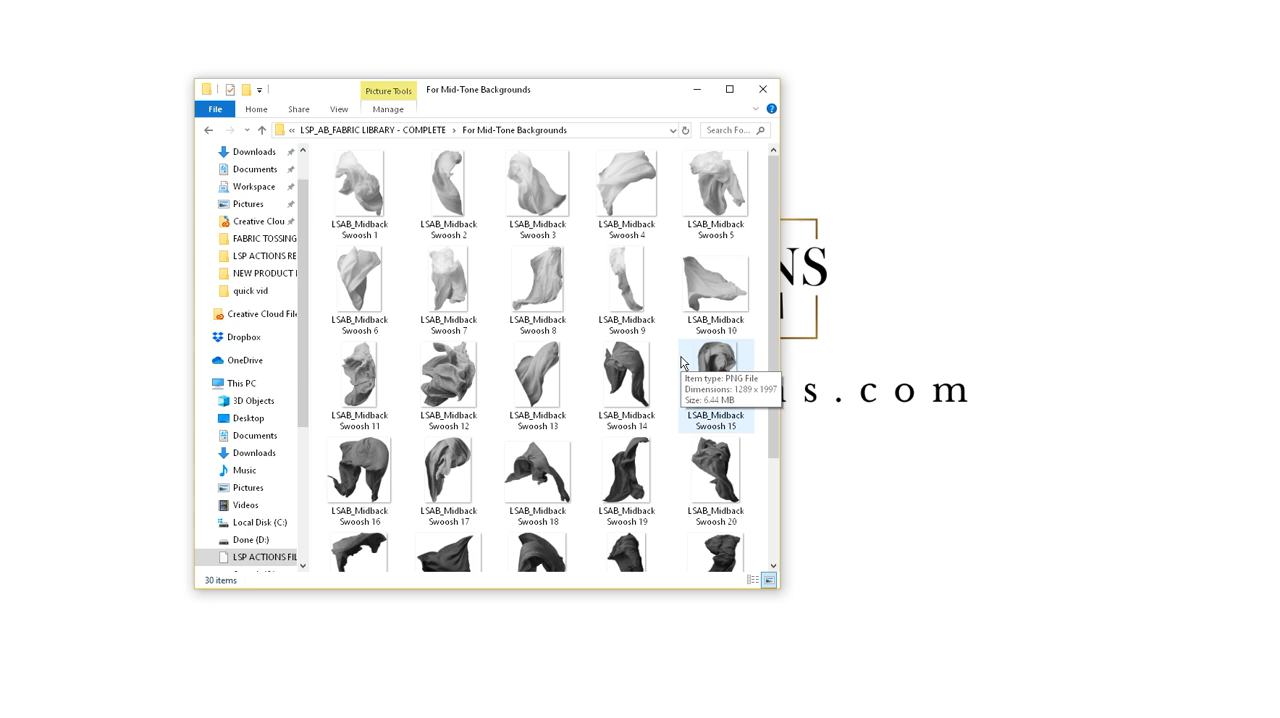 Picture Tools
For Mid-Tone Backgrounds
File
Home
Share
View
Manage
« LSP_AB_FABRIC LIBRARY - COMPLETE › For Mid-Tone Backgrounds
Search Fo...
Downloads
Documents
Workspace
Pictures
Creative Clou
FABRIC TOSSING
LSP ACTIONS RE
NEW PRODUCT
quick vid
Creative Cloud File
Dropbox
OneDrive
This PC
3D Objects
Desktop
Documents
Downloads
Music
Pictures
Videos
Local Disk (C:)
Done (D:)
LSP ACTIONS FIL
LSAB_Midback Swoosh 1
LSAB_Midback Swoosh 2
LSAB_Midback Swoosh 3
LSAB_Midback Swoosh 4
LSAB_Midback Swoosh 5
LSAB_Midback Swoosh 6
LSAB_Midback Swoosh 7
LSAB_Midback Swoosh 8
LSAB_Midback Swoosh 9
LSAB_Midback Swoosh 10
LSAB_Midback Swoosh 11
LSAB_Midback Swoosh 12
LSAB_Midback Swoosh 13
LSAB_Midback Swoosh 14
Item type: PNG File
Dimensions: 1289 x 1997
Size: 6.44 MB
LSAB_Midback Swoosh 15
LSAB_Midback Swoosh 16
LSAB_Midback Swoosh 17
LSAB_Midback Swoosh 18
LSAB_Midback Swoosh 19
LSAB_Midback Swoosh 20
30 items
NS
s.com